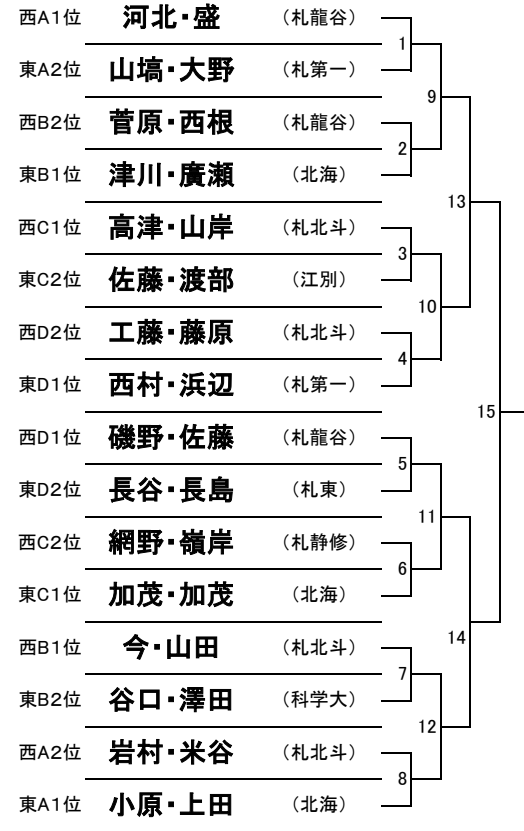 西A1位 河北・盛 (札龍谷)
1
東A2位 山塙・大野 (札第一)
9
西B2位 菅原・西根 (札龍谷)
2
東B1位 津川・廣瀬 (北海)
13
西C1位 高津・山岸 (札北斗)
3
東C2位 佐藤・渡部 (江別)
10
西D2位 工藤・藤原 (札北斗)
4
東D1位 西村・浜辺 (札第一)
15
西D1位 磯野・佐藤 (札龍谷)
5
東D2位 長谷・長島 (札東)
11
西C2位 網野・嶺岸 (札静修)
6
東C1位 加茂・加茂 (北海)
14
西B1位 今・山田 (札北斗)
7
東B2位 谷口・澤田 (科学大)
12
西A2位 岩村・米谷 (札北斗)
8
東A1位 小原・上田 (北海)